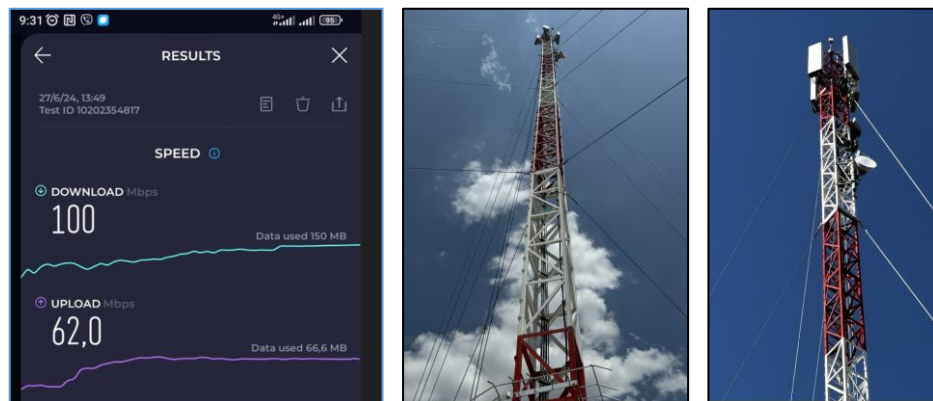 9:31
4G+
95
RESULTS
27/6/24, 13:49
Test ID 10202354817
SPEED
DOWNLOAD Mbps
100
Data used 150 MB
UPLOAD Mbps
62,0
Data used 66,6 MB